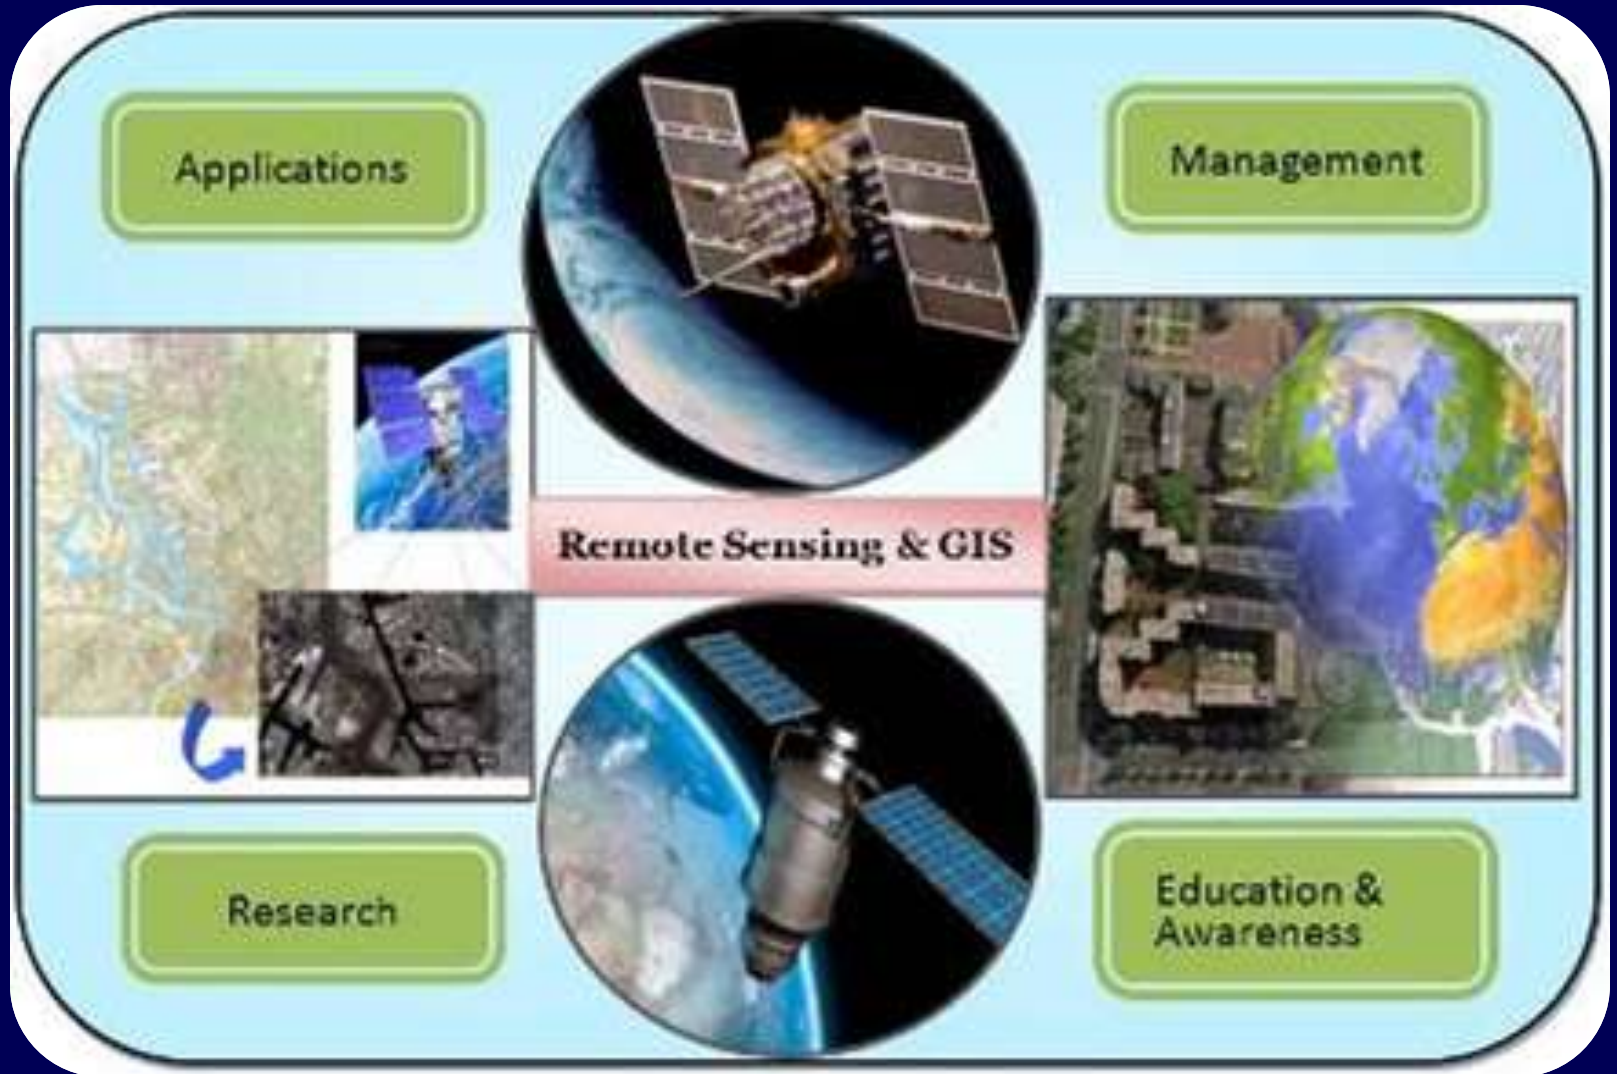 Applications
Management
Remote Sensing & GIS
Research
Education &
Awareness